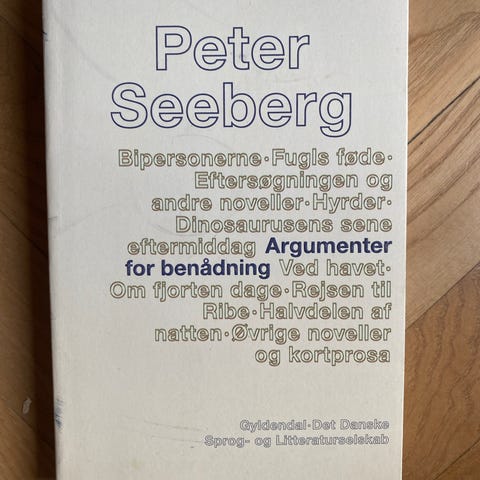 Peter
Seeberg
Bipersonerne·Fugls føde·
Eftersøgningen og
andre noveller·Hyrder·
Dinosaurusens sene
eftermiddag Argumenter
for benådning Ved havet·
Om fjorten dage·Rejsen til
Ribe·Halvdelen af
natten·Øvrige noveller
og kortprosa
Gyldendal·Det Danske
Sprog- og Litteraturselskab